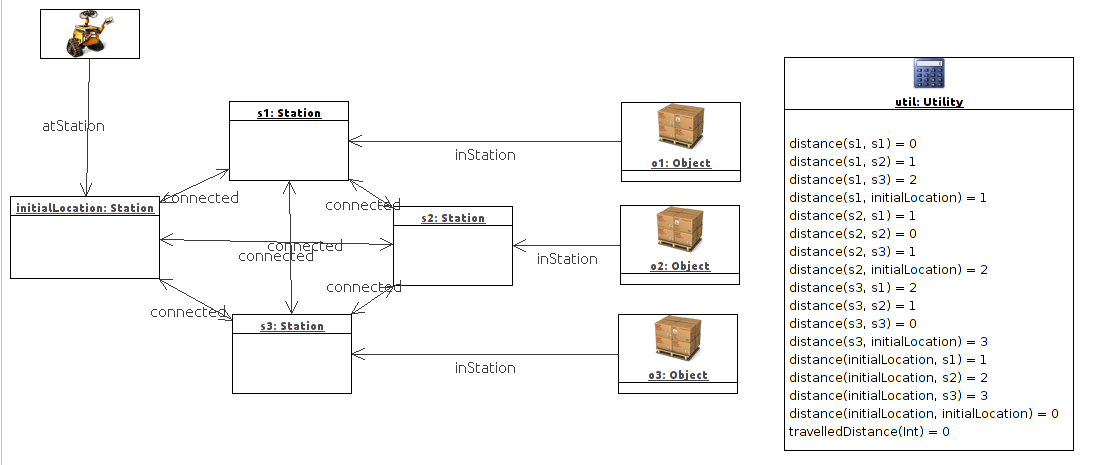 atStation
s1: Station
inStation
o1: Object
connected
initialLocation: Station
connected
s2: Station
connected
connected
inStation
o2: Object
connected
connected
s3: Station
inStation
o3: Object
util: Utility
distance(s1, s1) = 0
distance(s1, s2) = 1
distance(s1, s3) = 2
distance(s1, initialLocation) = 1
distance(s2, s1) = 1
distance(s2, s2) = 0
distance(s2, s3) = 1
distance(s2, initialLocation) = 2
distance(s3, s1) = 2
distance(s3, s2) = 1
distance(s3, s3) = 0
distance(s3, initialLocation) = 3
distance(initialLocation, s1) = 1
distance(initialLocation, s2) = 2
distance(initialLocation, s3) = 3
distance(initialLocation, initialLocation) = 0
travelledDistance(Int) = 0